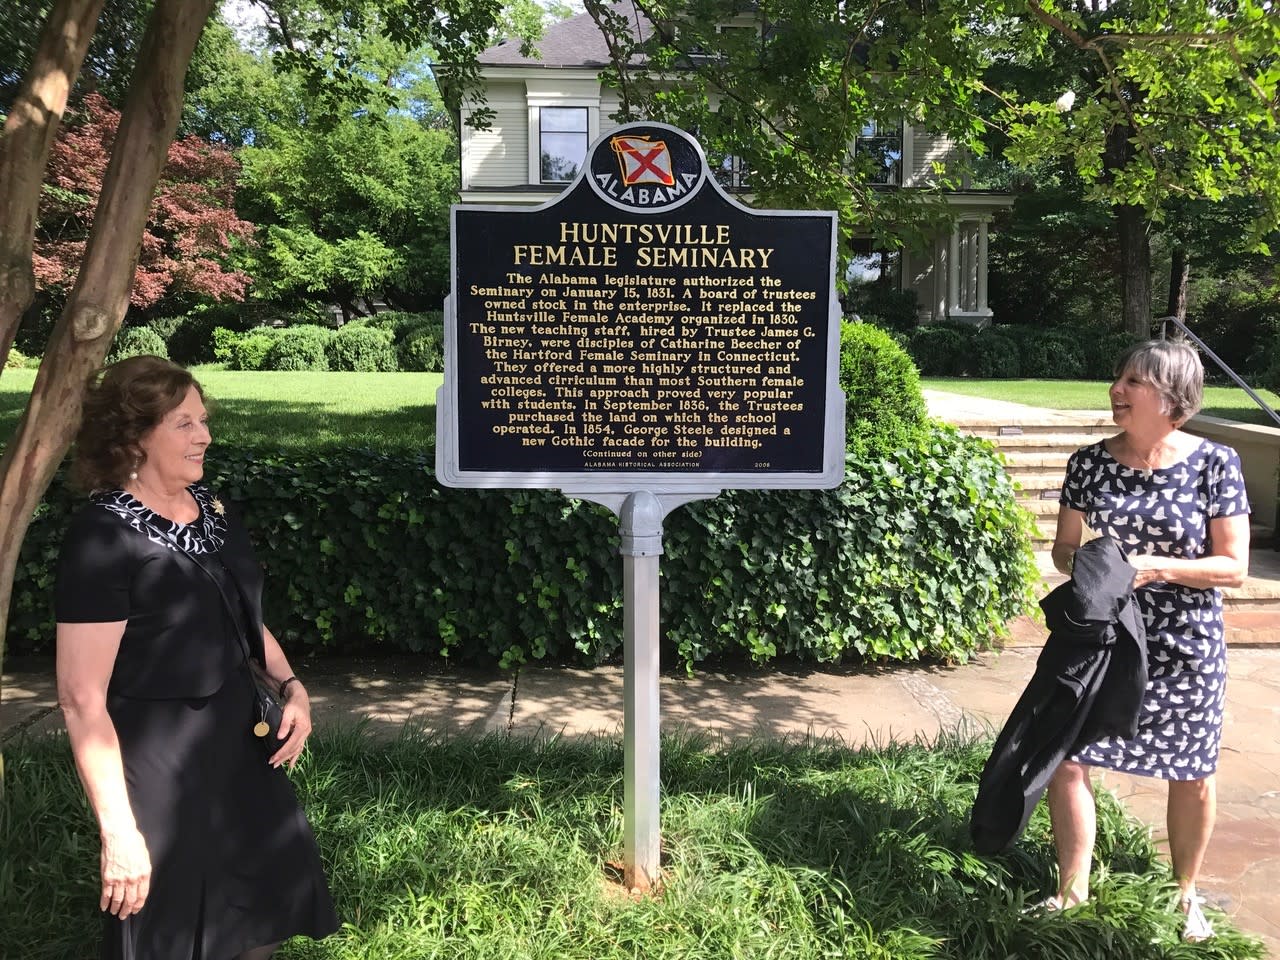 ALABAMA
HUNTSVILLE
FEMALE SEMINARY
The Alabama legislature authorized the
Seminary on January 15, 1831. A board of trustees
owned stock in the enterprise. It replaced the
Huntsville Female Academy organized in 1830.
The new teaching staff, hired by Trustee James G.
Birney, were disciples of Catharine Beecher of
the Hartford Female Seminary in Connecticut.
They offered a more highly structured and
advanced cirriculum than most Southern female
colleges. This approach proved very popular
with students. In September 1836, the Trustees
purchased the land on which the school
operated. In 1854, George Steele designed a
new Gothic facade for the building.
(Continued on other side)
ALABAMA HISTORICAL ASSOCIATION 2008